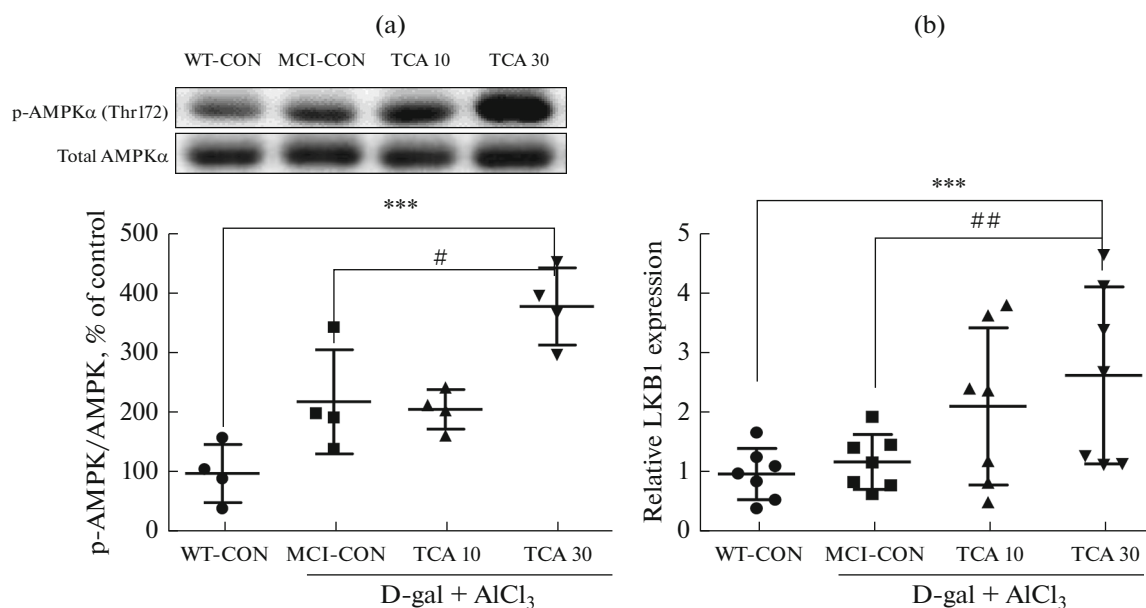 (a)
WT-CON MCI-CON TCA 10 TCA 30
p-AMPKα (Thr172)
Total AMPKα
***
#
p-AMPK/AMPK, % of control
500
400
300
200
100
0
WT-CON MCI-CON TCA 10 TCA 30
D-gal + AlCl₃
(b)
***
##
Relative LKB1 expression
5
4
3
2
1
0
WT-CON MCI-CON TCA 10 TCA 30
D-gal + AlCl₃